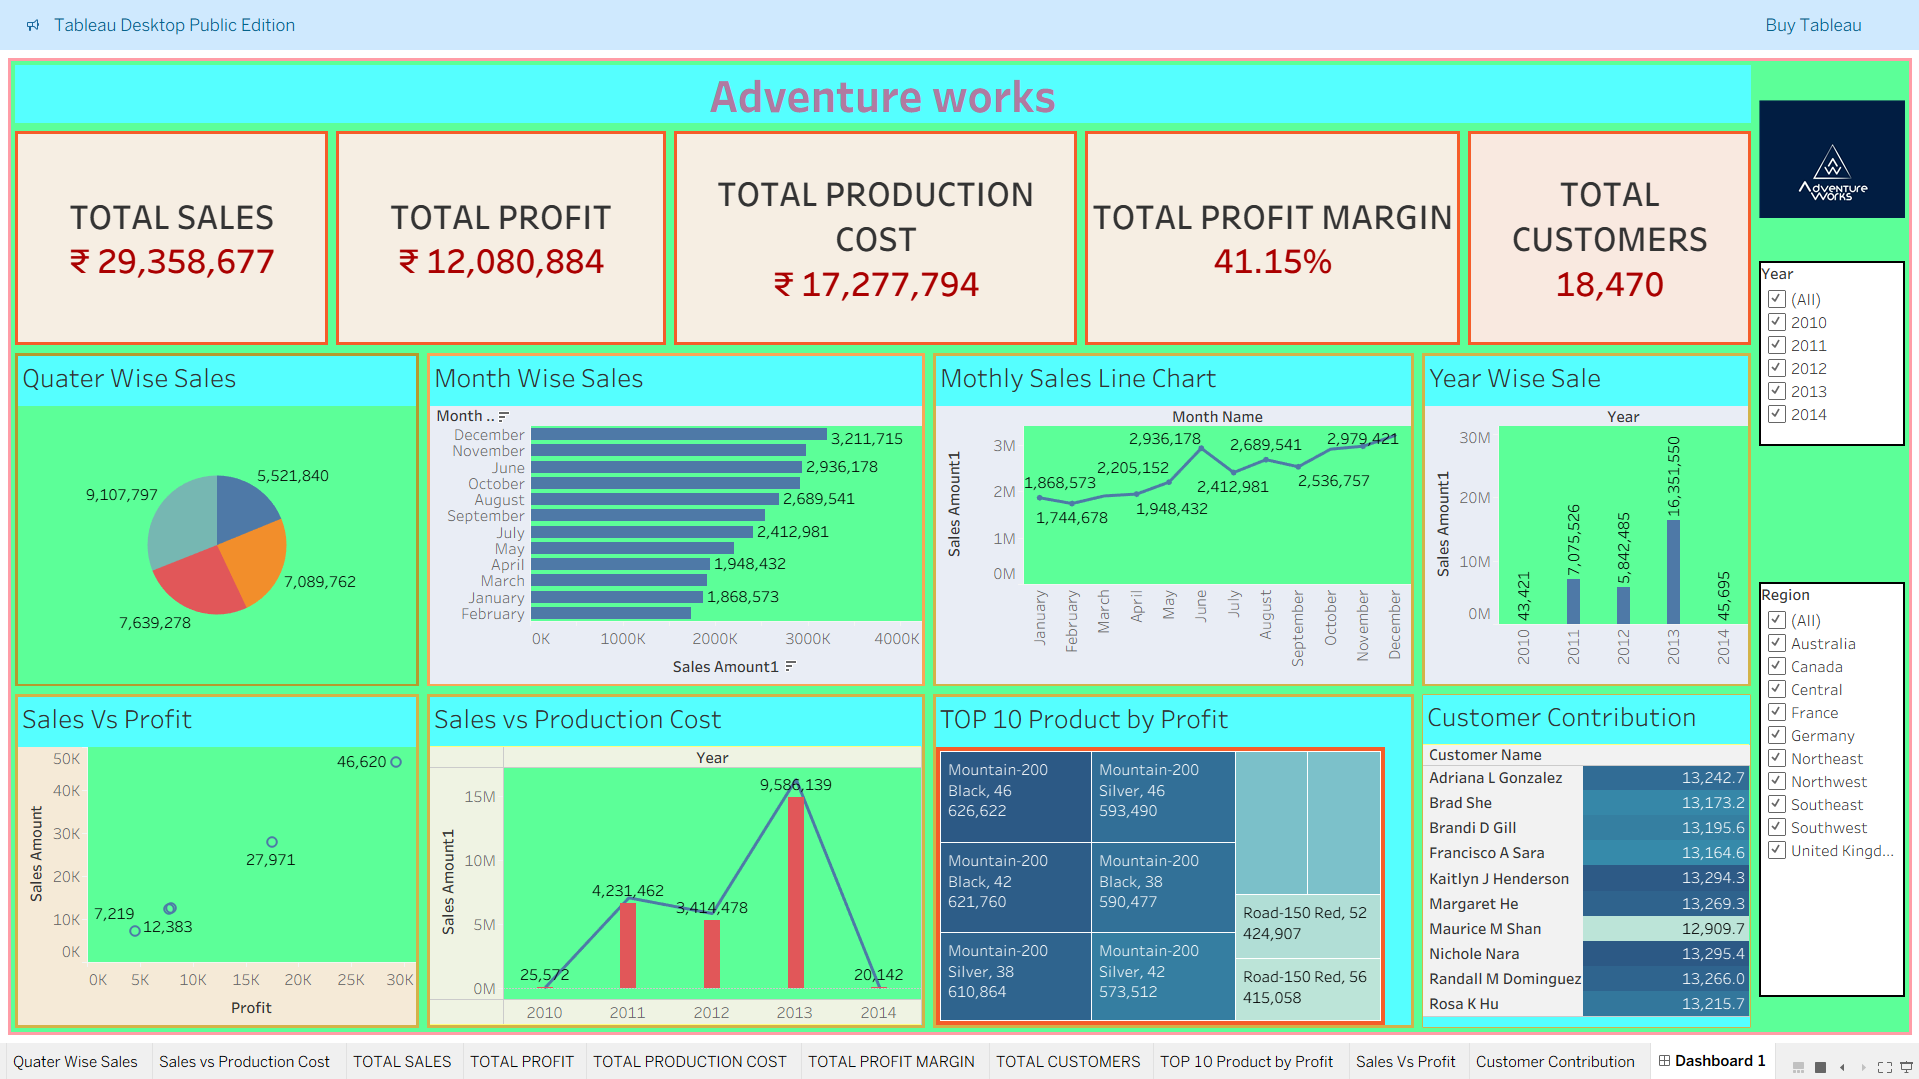 Tableau Desktop Public Edition
Buy Tableau
Adventure works
TOTAL SALES
₹ 29,358,677
TOTAL PROFIT
₹ 12,080,884
TOTAL PRODUCTION
COST
₹ 17,277,794
TOTAL PROFIT MARGIN
41.15%
TOTAL
CUSTOMERS
18,470
Adventure
Works
Year
(All)
2010
2011
2012
2013
2014
Quater Wise Sales
5,521,840
9,107,797
7,089,762
7,639,278
Month Wise Sales
Month ..
December
November
June
October
August
September
July
May
April
March
January
February
3,211,715
2,936,178
2,689,541
2,412,981
1,948,432
1,868,573
0K
1000K
2000K
3000K
4000K
Sales Amount1
Mothly Sales Line Chart
Month Name
Sales Amount1
3M
2M
1M
0M
2,936,178
2,689,541
2,979,421
2,205,152
1,868,573
2,412,981
2,536,757
1,744,678
1,948,432
January
February
March
April
May
June
July
August
September
October
November
December
Year Wise Sale
Year
Sales Amount1
30M
20M
10M
0M
43,421
7,075,526
5,842,485
16,351,550
45,695
2010
2011
2012
2013
2014
Region
(All)
Australia
Canada
Central
France
Germany
Northeast
Northwest
Southeast
Southwest
United Kingd...
Sales Vs Profit
Sales Amount
50K
40K
30K
20K
10K
0K
46,620
27,971
7,219
12,383
0K
5K
10K
15K
20K
25K
30K
Profit
Sales vs Production Cost
Year
Sales Amount1
15M
10M
5M
0M
9,586,139
4,231,462
3,414,478
25,572
20,142
2010
2011
2012
2013
2014
TOP 10 Product by Profit
Mountain-200
Black, 46
626,622
Mountain-200
Silver, 46
593,490
Mountain-200
Black, 42
621,760
Mountain-200
Black, 38
590,477
Mountain-200
Silver, 38
610,864
Mountain-200
Silver, 42
573,512
Road-150 Red, 52
424,907
Road-150 Red, 56
415,058
Customer Contribution
Customer Name
Adriana L Gonzalez 13,242.7
Brad She 13,173.2
Brandi D Gill 13,195.6
Francisco A Sara 13,164.6
Kaitlyn J Henderson 13,294.3
Margaret He 13,269.3
Maurice M Shan 12,909.7
Nichole Nara 13,295.4
Randall M Dominguez 13,266.0
Rosa K Hu 13,215.7
Quater Wise Sales
Sales vs Production Cost
TOTAL SALES
TOTAL PROFIT
TOTAL PRODUCTION COST
TOTAL PROFIT MARGIN
TOTAL CUSTOMERS
TOP 10 Product by Profit
Sales Vs Profit
Customer Contribution
Dashboard 1